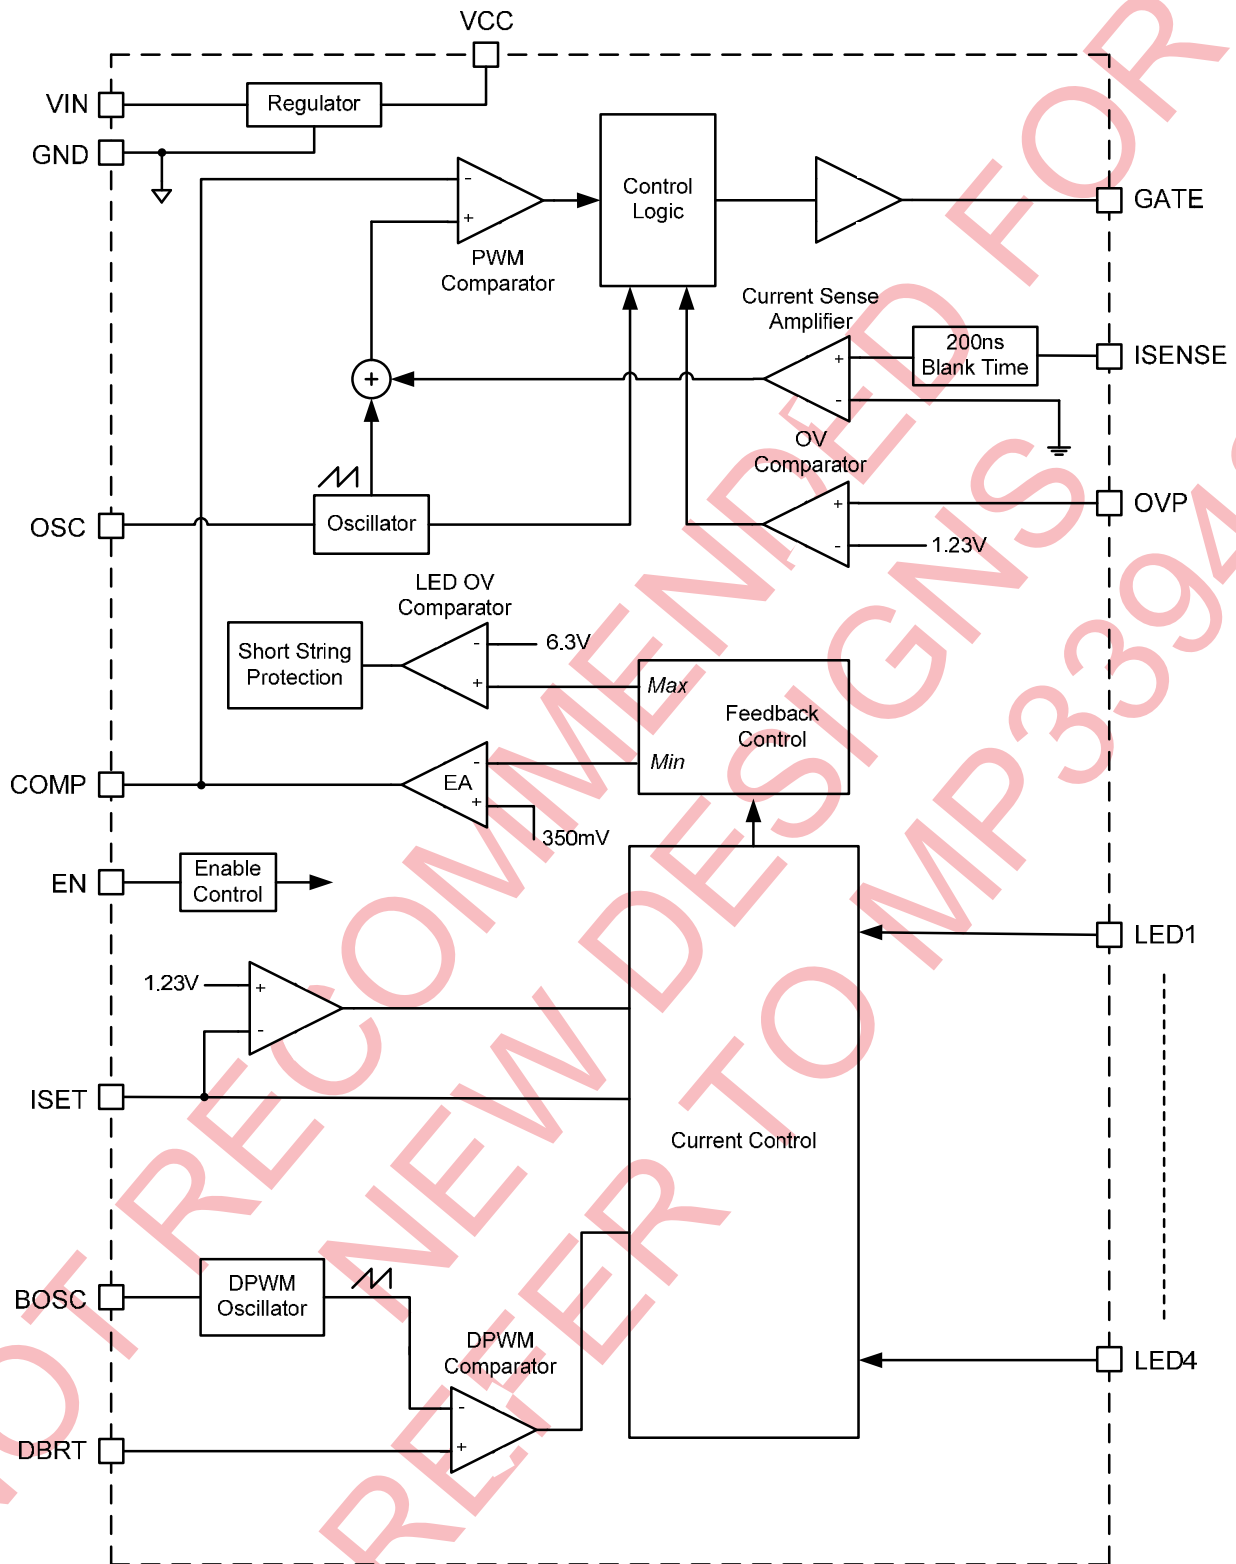 VCC
VIN
Regulator
GND
-
+
PWM
Comparator
Control
Logic
GATE
Current Sense
Amplifier
+
-
200ns
Blank Time
ISENSE
+
OV
Comparator
+
-
1.23V
OVP
OSC
Oscillator
LED OV
Comparator
Short String
Protection
-
+
6.3V
Max
Min
Feedback
Control
COMP
EA
-
+
350mV
EN
Enable
Control
LED1
1.23V
+
-
ISET
Current Control
BOSC
DPWM
Oscillator
DPWM
Comparator
-
+
DBRT
LED4
NOT RECOMMENDED FOR
NEW DESIGNS
REFER TO MP3394